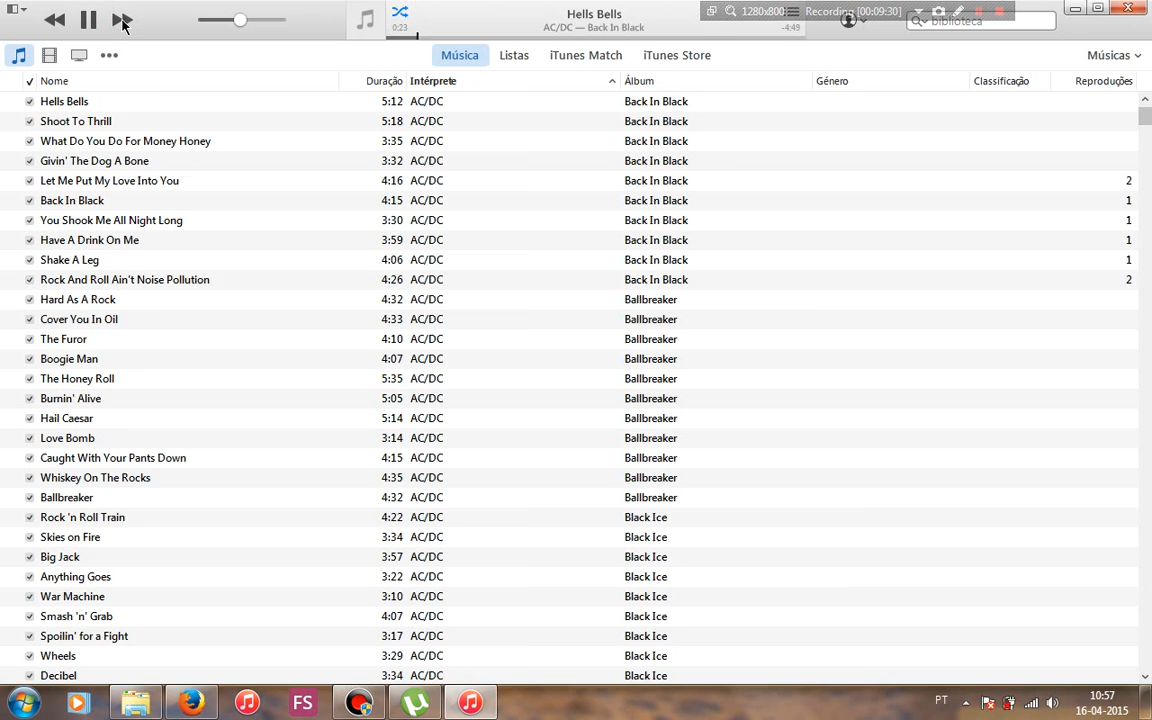 Hells Bells
AC/DC — Back In Black
0:23
-4:49
1280x800
Recording [00:09:30]
biblioteca
Música
Listas
iTunes Match
iTunes Store
Músicas
Nome Duração Intérprete Álbum Género Classificação Reproduções
Hells Bells 5:12 AC/DC Back In Black
Shoot To Thrill 5:18 AC/DC Back In Black
What Do You Do For Money Honey 3:35 AC/DC Back In Black
Givin' The Dog A Bone 3:32 AC/DC Back In Black
Let Me Put My Love Into You 4:16 AC/DC Back In Black 2
Back In Black 4:15 AC/DC Back In Black 1
You Shook Me All Night Long 3:30 AC/DC Back In Black 1
Have A Drink On Me 3:59 AC/DC Back In Black 1
Shake A Leg 4:06 AC/DC Back In Black 1
Rock And Roll Ain't Noise Pollution 4:26 AC/DC Back In Black 2
Hard As A Rock 4:32 AC/DC Ballbreaker
Cover You In Oil 4:33 AC/DC Ballbreaker
The Furor 4:10 AC/DC Ballbreaker
Boogie Man 4:07 AC/DC Ballbreaker
The Honey Roll 5:35 AC/DC Ballbreaker
Burnin' Alive 5:05 AC/DC Ballbreaker
Hail Caesar 5:14 AC/DC Ballbreaker
Love Bomb 3:14 AC/DC Ballbreaker
Caught With Your Pants Down 4:15 AC/DC Ballbreaker
Whiskey On The Rocks 4:35 AC/DC Ballbreaker
Ballbreaker 4:32 AC/DC Ballbreaker
Rock 'n Roll Train 4:22 AC/DC Black Ice
Skies on Fire 3:34 AC/DC Black Ice
Big Jack 3:57 AC/DC Black Ice
Anything Goes 3:22 AC/DC Black Ice
War Machine 3:10 AC/DC Black Ice
Smash 'n' Grab 4:07 AC/DC Black Ice
Spoilin' for a Fight 3:17 AC/DC Black Ice
Wheels 3:29 AC/DC Black Ice
Decibel 3:34 AC/DC Black Ice
FS
PT
10:57
16-04-2015